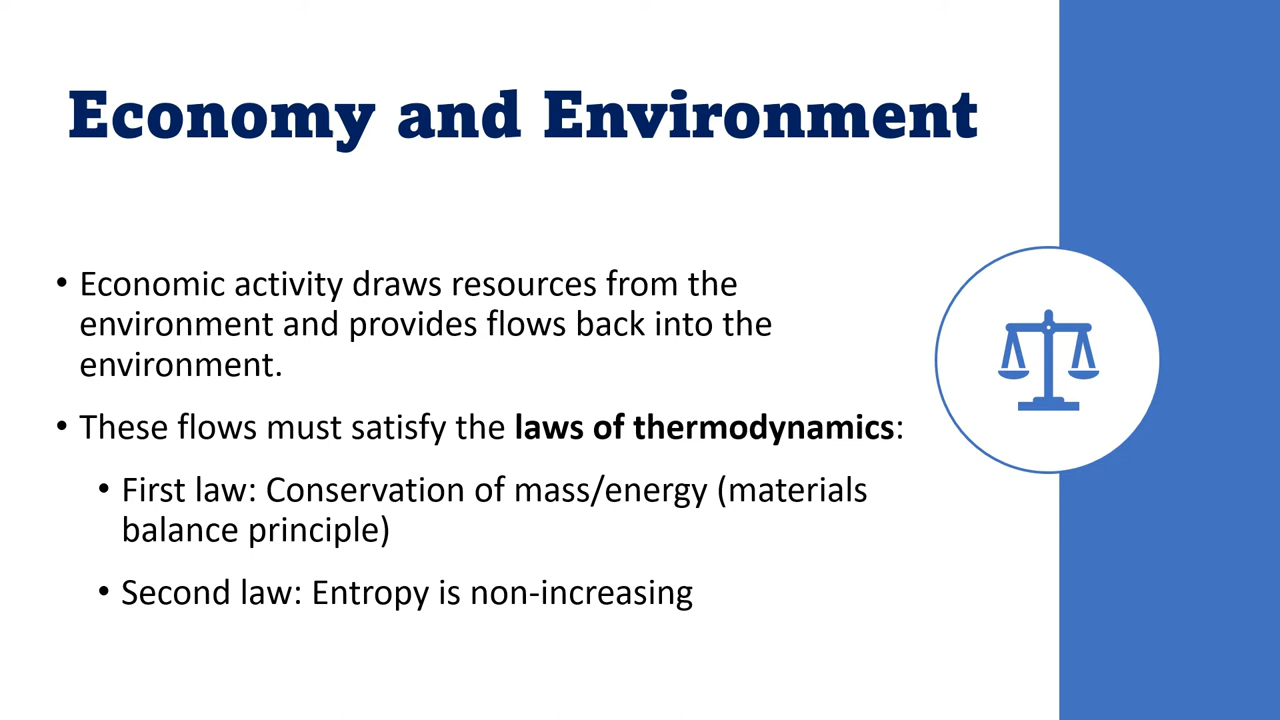 Economy and Environment
• Economic activity draws resources from the
environment and provides flows back into the
environment.
• These flows must satisfy the laws of thermodynamics:
• First law: Conservation of mass/energy (materials
balance principle)
• Second law: Entropy is non-increasing